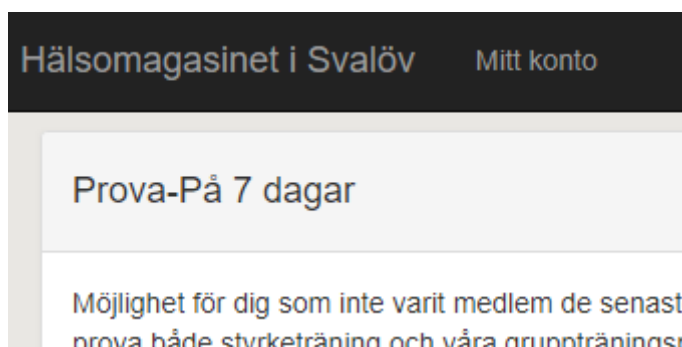 Hälsomagasinet i Svalöv Mitt konto
Prova-På 7 dagar
Möjlighet för dig som inte varit medlem de senast
prova både styrketräning och våra